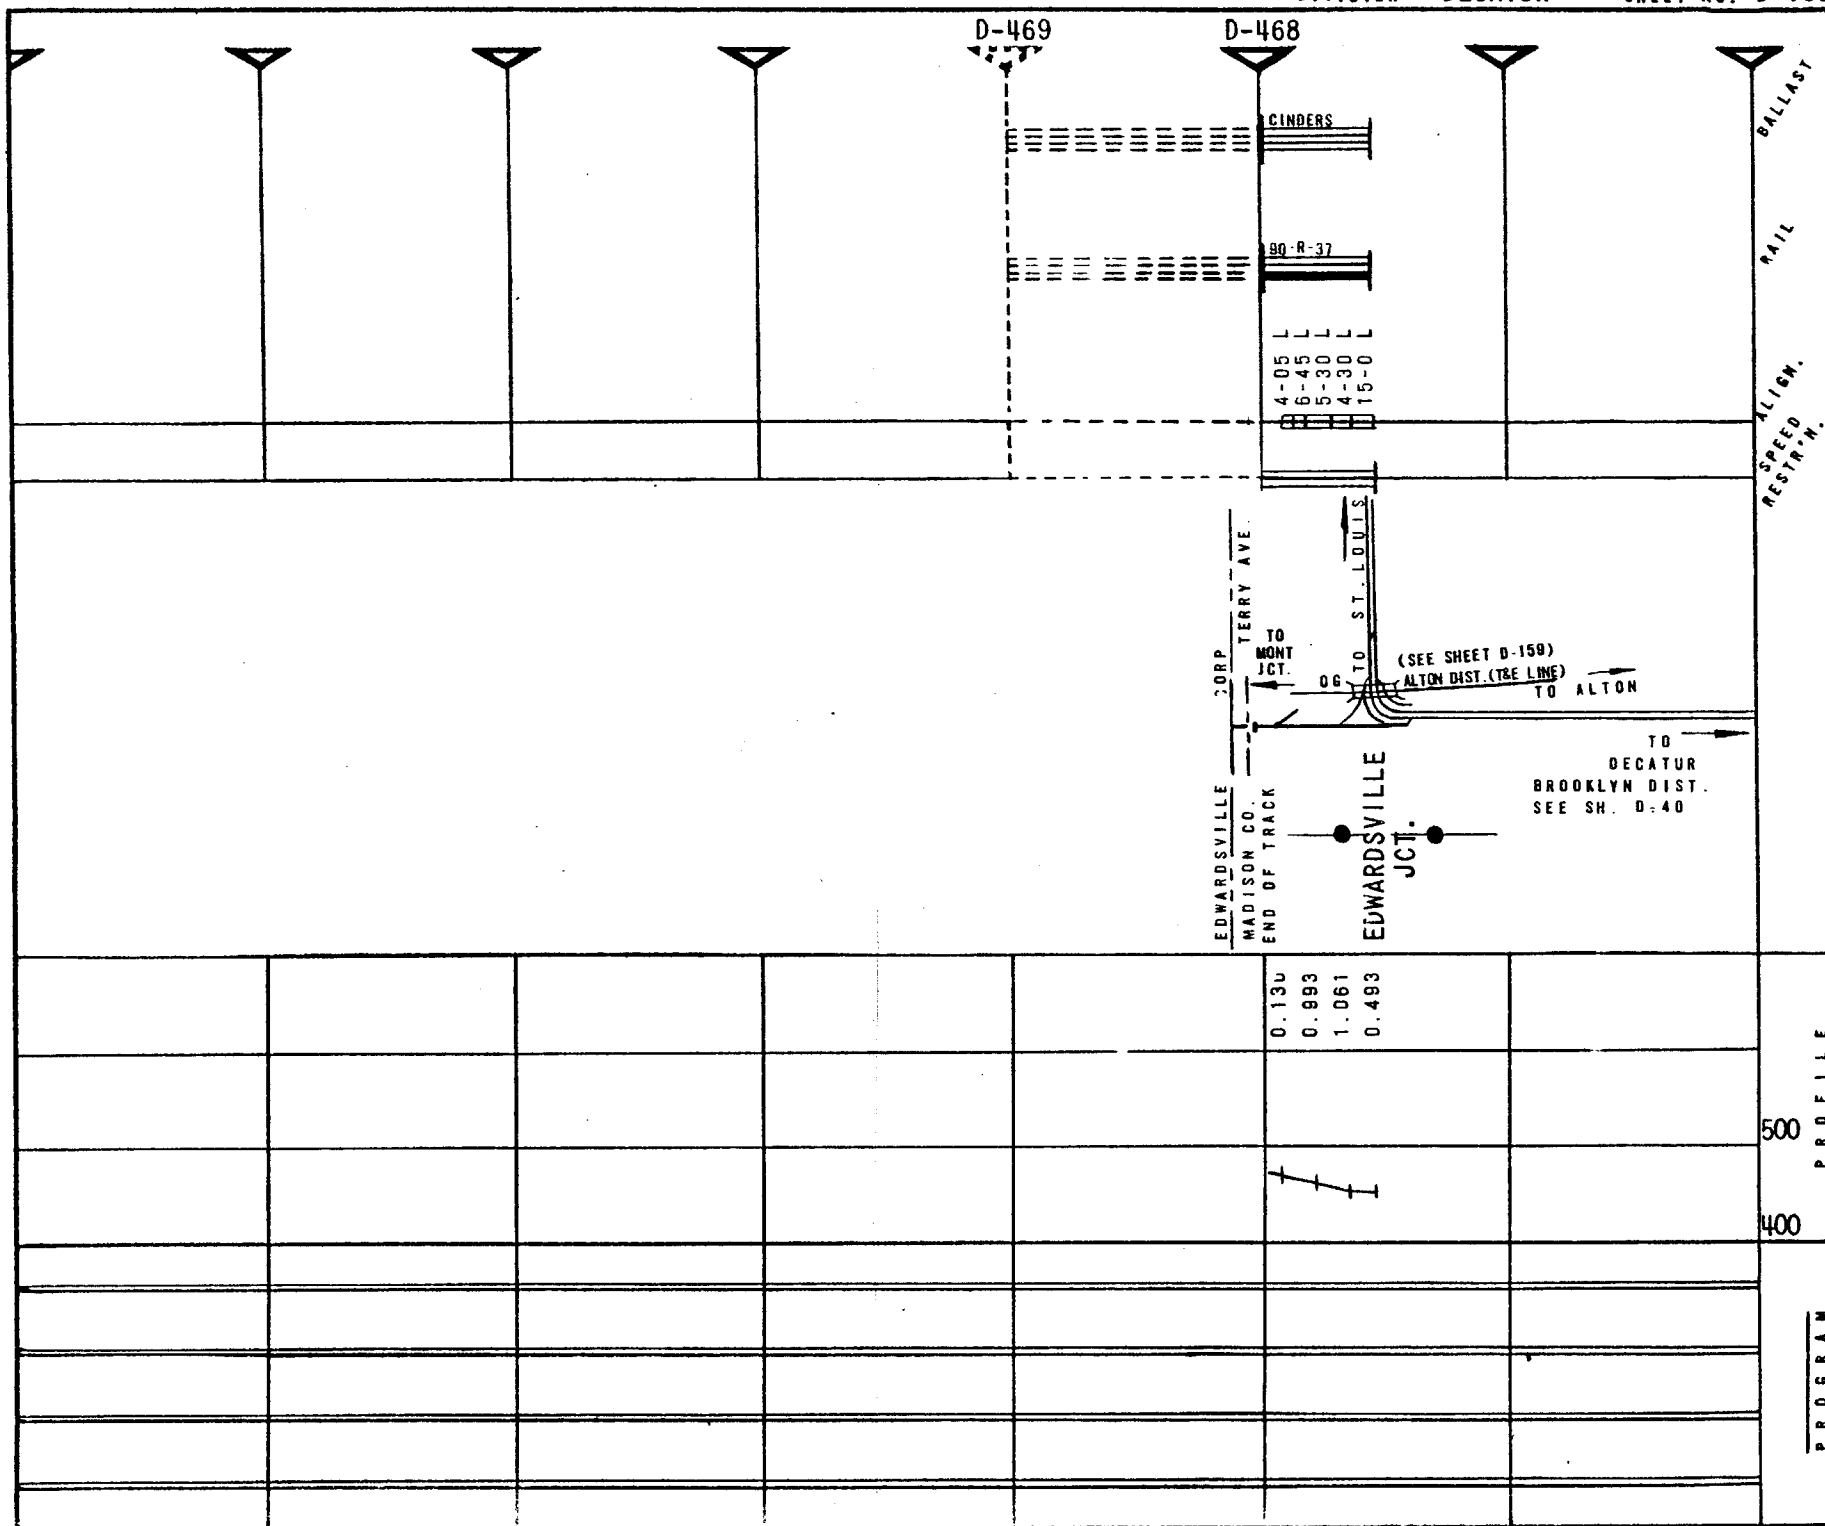 D-469
D-468
BALLAST
CINDERS
RAIL
90-R-37
4-05 L
6-45 L
5-30 L
4-30 L
15-0 L
ALIGN.
SPEED
RESTR'N.
TERRY AVE.
TO ST. LOUIS
TO
MONT
JCT.
OG
(SEE SHEET D-159)
ALTON DIST. (T&E LINE)
TO ALTON
TO
DECATUR
BROOKLYN DIST.
SEE SH. D-40
EDWARDSVILLE
MADISON CO.
END OF TRACK
EDWARDSVILLE
JCT.
0.993
1.061
0.493
PROFILE
500
400
PROGRAM